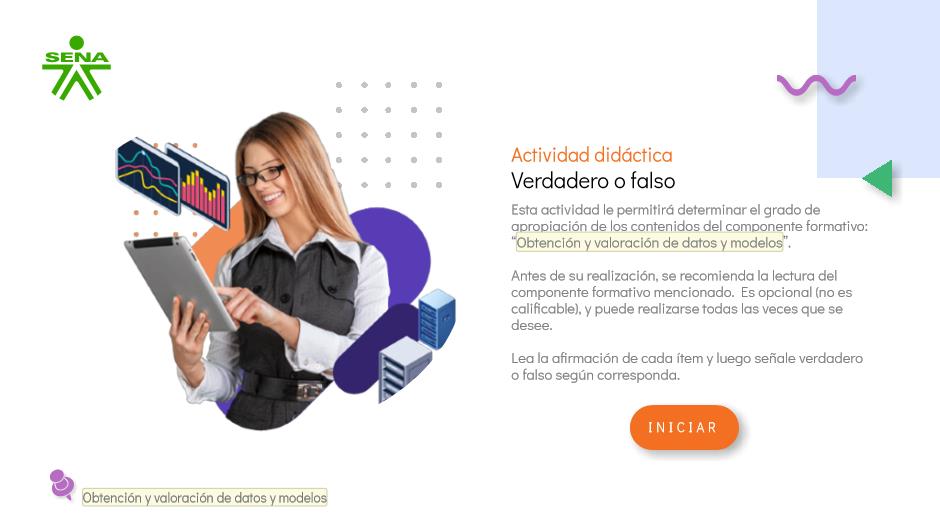 SENA
Actividad didáctica
Verdadero o falso
Esta actividad le permitirá determinar el grado de
apropiación de los contenidos del componente formativo:
“Obtención y valoración de datos y modelos”.
Antes de su realización, se recomienda la lectura del
componente formativo mencionado. Es opcional (no es
calificable), y puede realizarse todas las veces que se
desee.
Lea la afirmación de cada ítem y luego señale verdadero
o falso según corresponda.
INICIAR
Obtención y valoración de datos y modelos